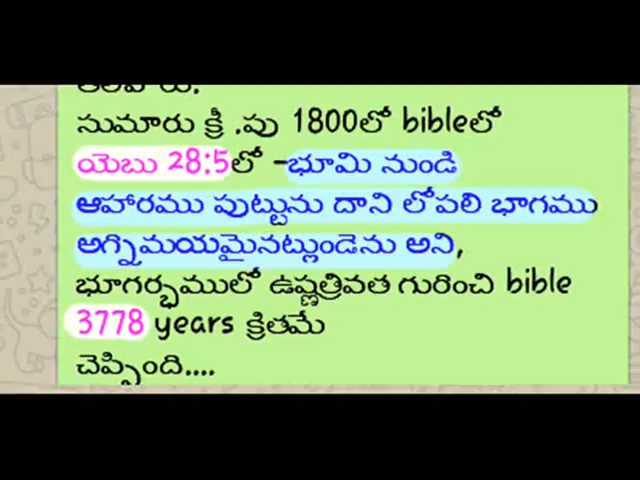 సుమారు క్రీ .పు 1800లో bibleలో
యెబు 28:5లో -భూమి నుండి
ఆహారము పుట్టును దాని లోపలి భాగము
అగ్నిమయమైనట్లుండెను అని,
భూగర్భములో ఉష్ణత్రివత గురించి bible
3778 years క్రితమే
చెప్పింది....